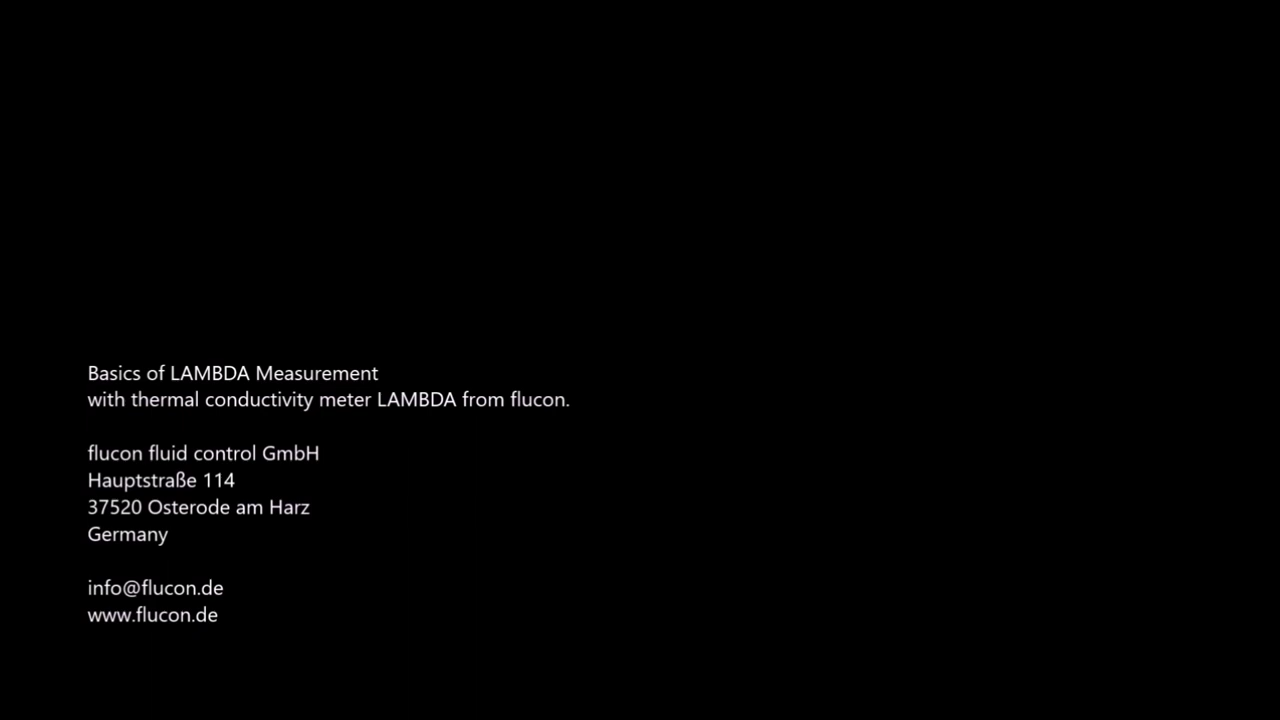 Basics of LAMBDA Measurement
with thermal conductivity meter LAMBDA from flucon.
flucon fluid control GmbH
Hauptstraße 114
37520 Osterode am Harz
Germany
info@flucon.de
www.flucon.de